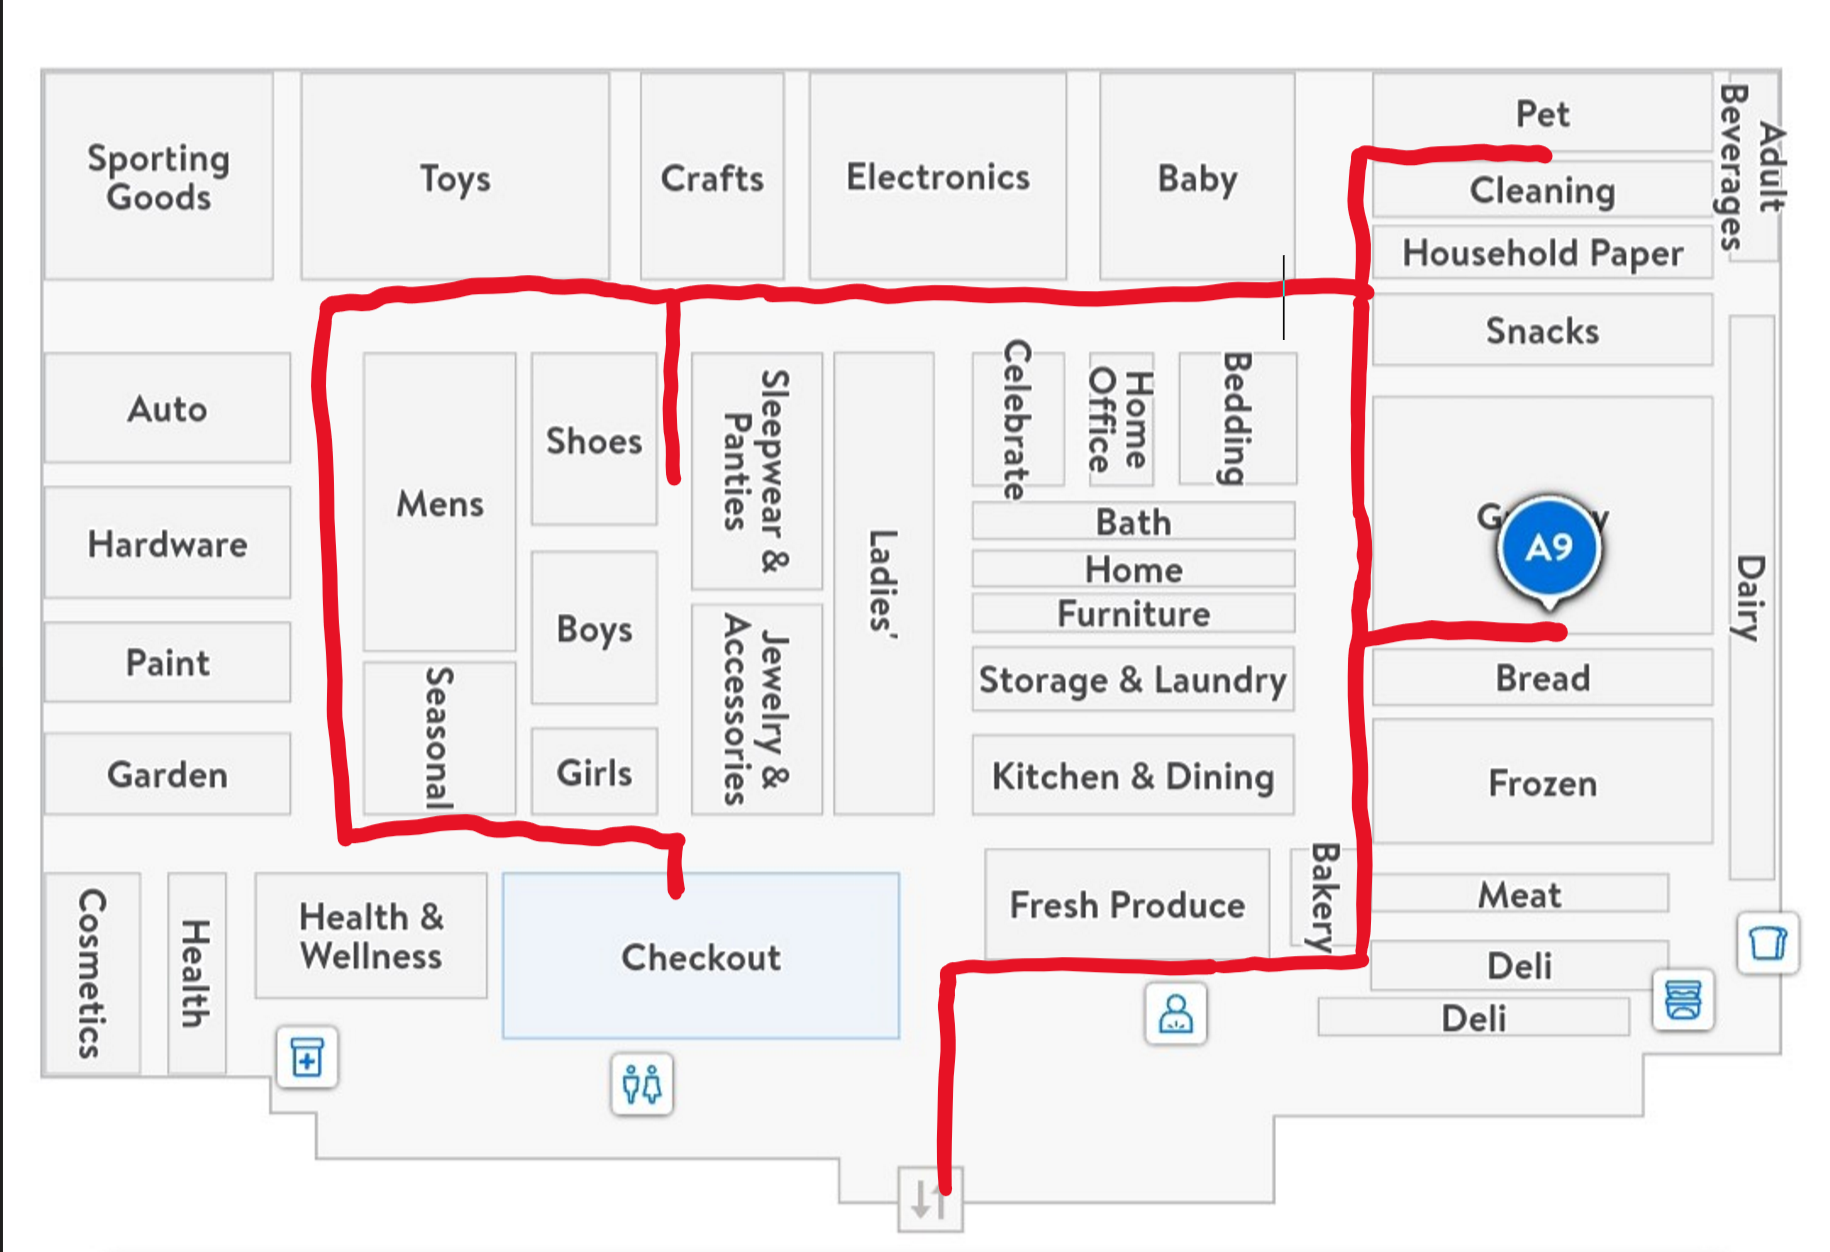 Sporting
Goods
Toys
Crafts
Electronics
Baby
Pet
Cleaning
Household Paper
Snacks
Adult
Beverages
Auto
Hardware
Paint
Garden
Mens
Seasonal
Shoes
Boys
Girls
Sleepwear &
Panties
Jewelry &
Accessories
Ladies'
Celebrate
Home
Office
Bedding
Bath
Home
Furniture
Storage & Laundry
Kitchen & Dining
A9
Dairy
Bread
Frozen
Cosmetics
Health
Health &
Wellness
Checkout
Fresh Produce
Bakery
Meat
Deli
Deli